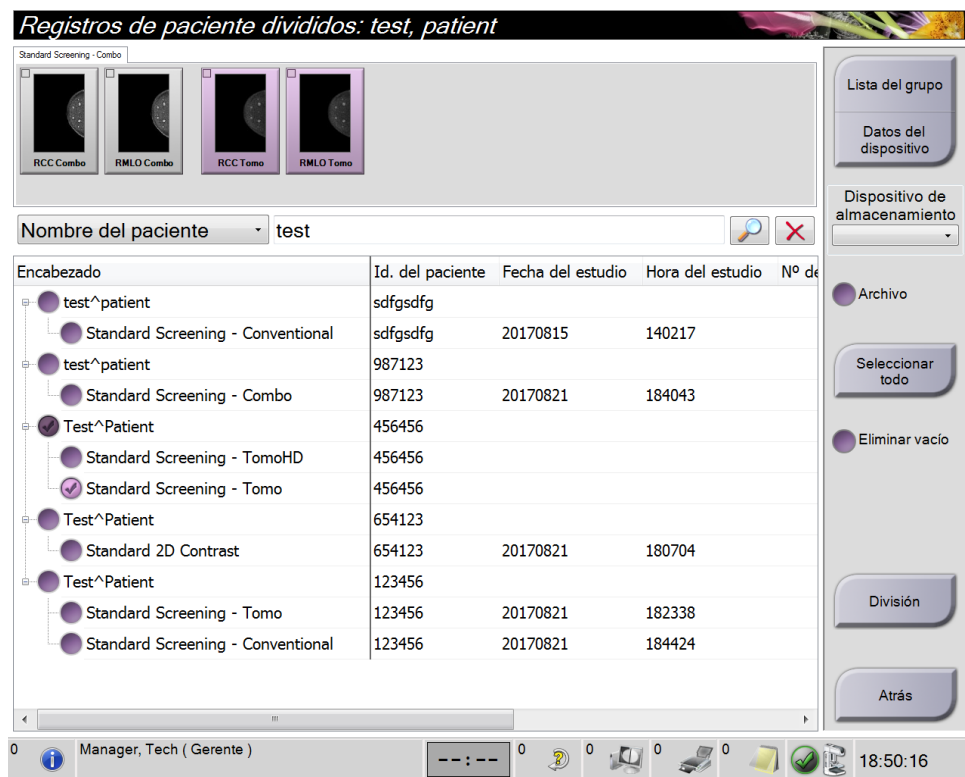 Registros de paciente divididos: test, patient
Standard Screening - Combo
RCC Combo
RMLO Combo
RCC Tomo
RMLO Tomo
Lista del grupo
Datos del
dispositivo
Dispositivo de
almacenamiento
Nombre del paciente
test
Encabezado Id. del paciente Fecha del estudio Hora del estudio Nº de
test^patient sdfgsdfg
Standard Screening - Conventional sdfgsdfg 20170815 140217
test^patient 987123
Standard Screening - Combo 987123 20170821 184043
Test^Patient 456456
Standard Screening - TomoHD 456456
Standard Screening - Tomo 456456
Test^Patient 654123
Standard 2D Contrast 654123 20170821 180704
Test^Patient 123456
Standard Screening - Tomo 123456 20170821 182338
Standard Screening - Conventional 123456 20170821 184424
Archivo
Seleccionar
todo
Eliminar vacío
División
Atrás
0 Manager, Tech ( Gerente ) --:-- 0 0 0 0 18:50:16